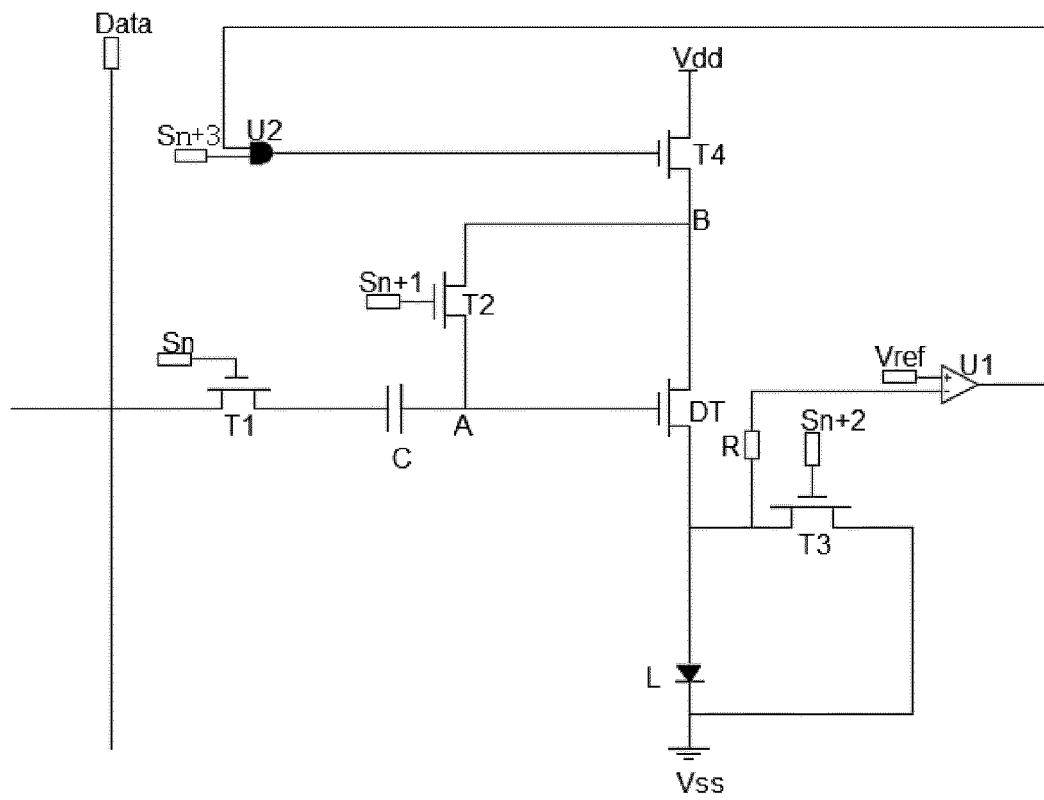 Data
Vdd
Sn+3
U2
T4
B
Sn+1
T2
Sn
Vref
+
-
U1
T1
C
A
DT
R
Sn+2
T3
L
Vss